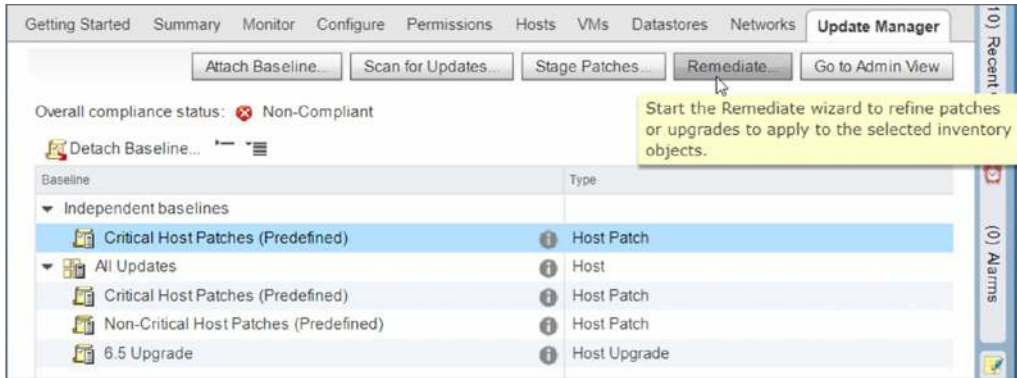 Getting Started Summary Monitor Configure Permissions Hosts VMs Datastores Networks Update Manager
Attach Baseline... Scan for Updates... Stage Patches... Remediate... Go to Admin View
Overall compliance status: Non-Compliant
Start the Remediate wizard to refine patches
or upgrades to apply to the selected inventory
objects.
Detach Baseline...
Baseline Type
Independent baselines
Critical Host Patches (Predefined) Host Patch
All Updates Host
Critical Host Patches (Predefined) Host Patch
Non-Critical Host Patches (Predefined) Host Patch
6.5 Upgrade Host Upgrade
10) Recent
(0) Alarms